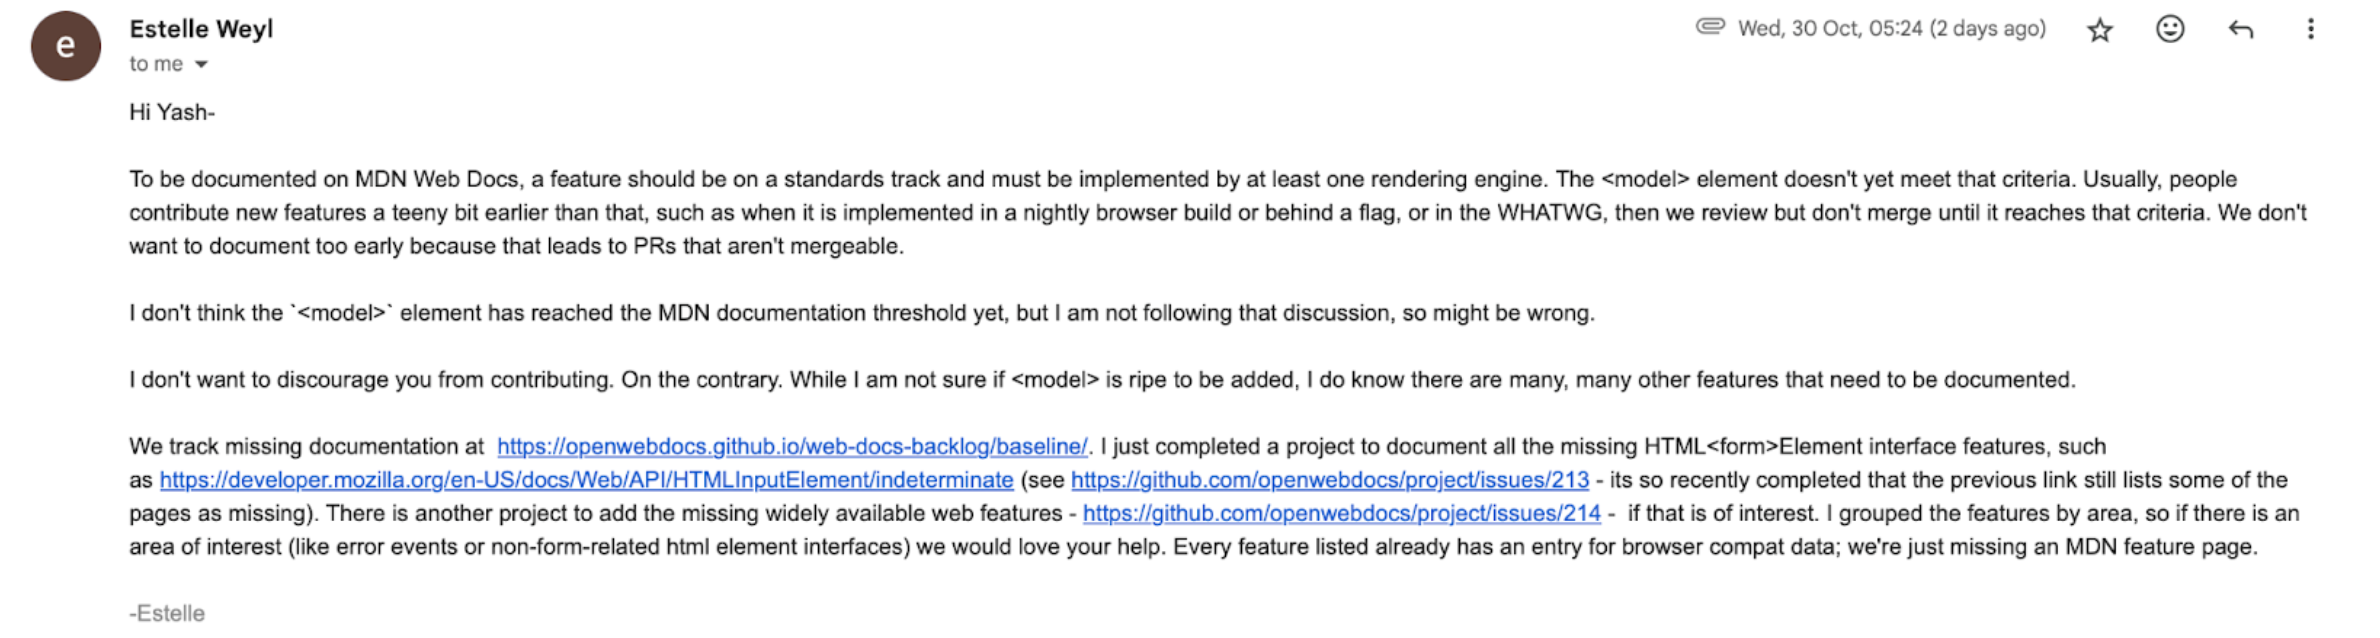 e
Estelle Weyl
Wed, 30 Oct, 05:24 (2 days ago)
to me
Hi Yash-
To be documented on MDN Web Docs, a feature should be on a standards track and must be implemented by at least one rendering engine. The <model> element doesn't yet meet that criteria. Usually, people
contribute new features a teeny bit earlier than that, such as when it is implemented in a nightly browser build or behind a flag, or in the WHATWG, then we review but don't merge until it reaches that criteria. We don't
want to document too early because that leads to PRs that aren't mergeable.
I don't think the `<model>` element has reached the MDN documentation threshold yet, but I am not following that discussion, so might be wrong.
I don't want to discourage you from contributing. On the contrary. While I am not sure if <model> is ripe to be added, I do know there are many, many other features that need to be documented.
We track missing documentation at  https://openwebdocs.github.io/web-docs-backlog/baseline/. I just completed a project to document all the missing HTML<form>Element interface features, such
as https://developer.mozilla.org/en-US/docs/Web/API/HTMLInputElement/indeterminate (see https://github.com/openwebdocs/project/issues/213 - its so recently completed that the previous link still lists some of the
pages as missing). There is another project to add the missing widely available web features - https://github.com/openwebdocs/project/issues/214 -  if that is of interest. I grouped the features by area, so if there is an
area of interest (like error events or non-form-related html element interfaces) we would love your help. Every feature listed already has an entry for browser compat data; we're just missing an MDN feature page.
-Estelle